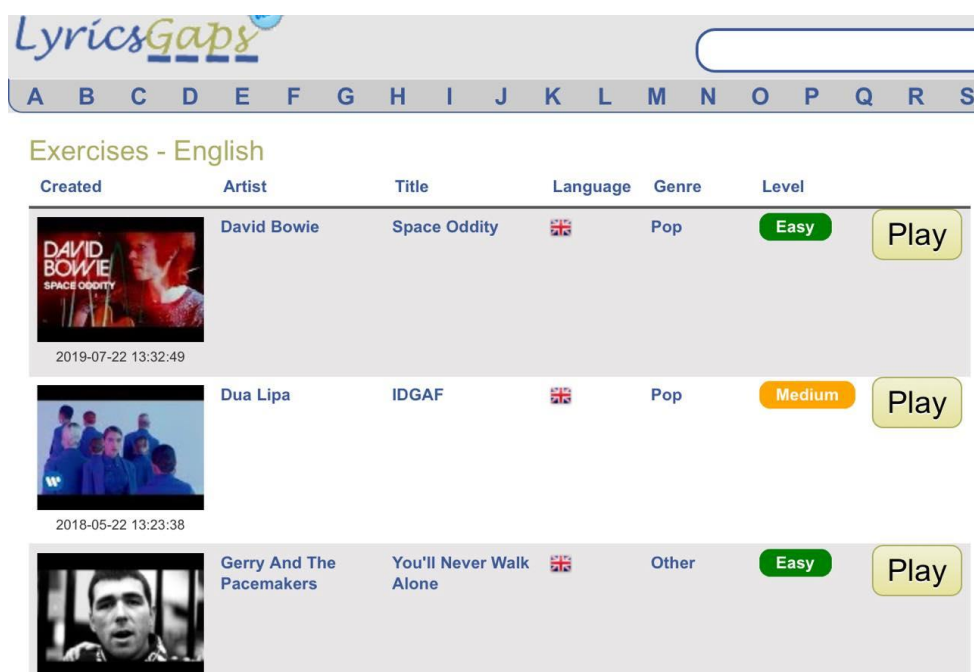 LyricsGaps
A B C D E F G H I J K L M N O P Q R S
Exercises - English
Created Artist Title Language Genre Level
DAVID
BOWIE
SPACE ODDITY
David Bowie Space Oddity Pop Easy Play
2019-07-22 13:32:49
Dua Lipa IDGAF Pop Medium Play
2018-05-22 13:23:38
Gerry And The You'll Never Walk Other Easy Play
Pacemakers Alone